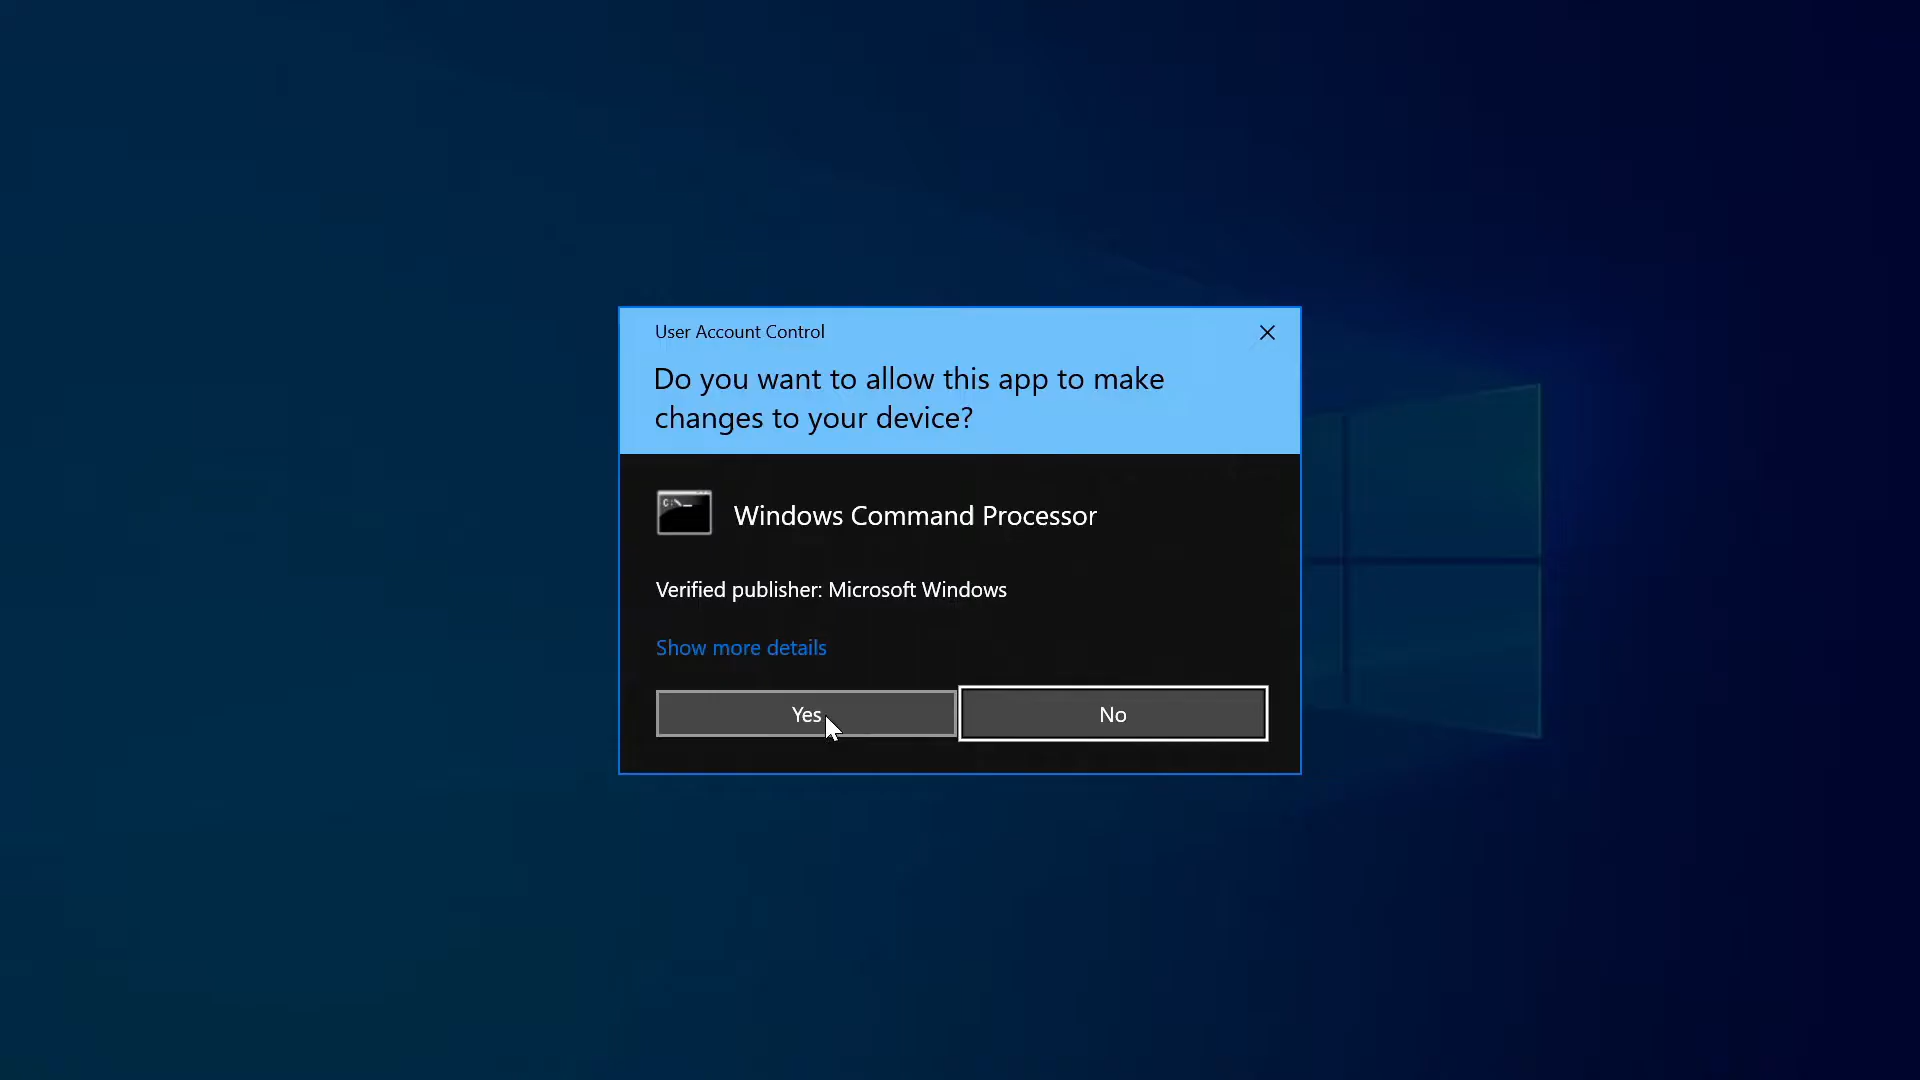 User Account Control
Do you want to allow this app to make
changes to your device?
C:\_
Windows Command Processor
Verified publisher: Microsoft Windows
Show more details
Yes
No